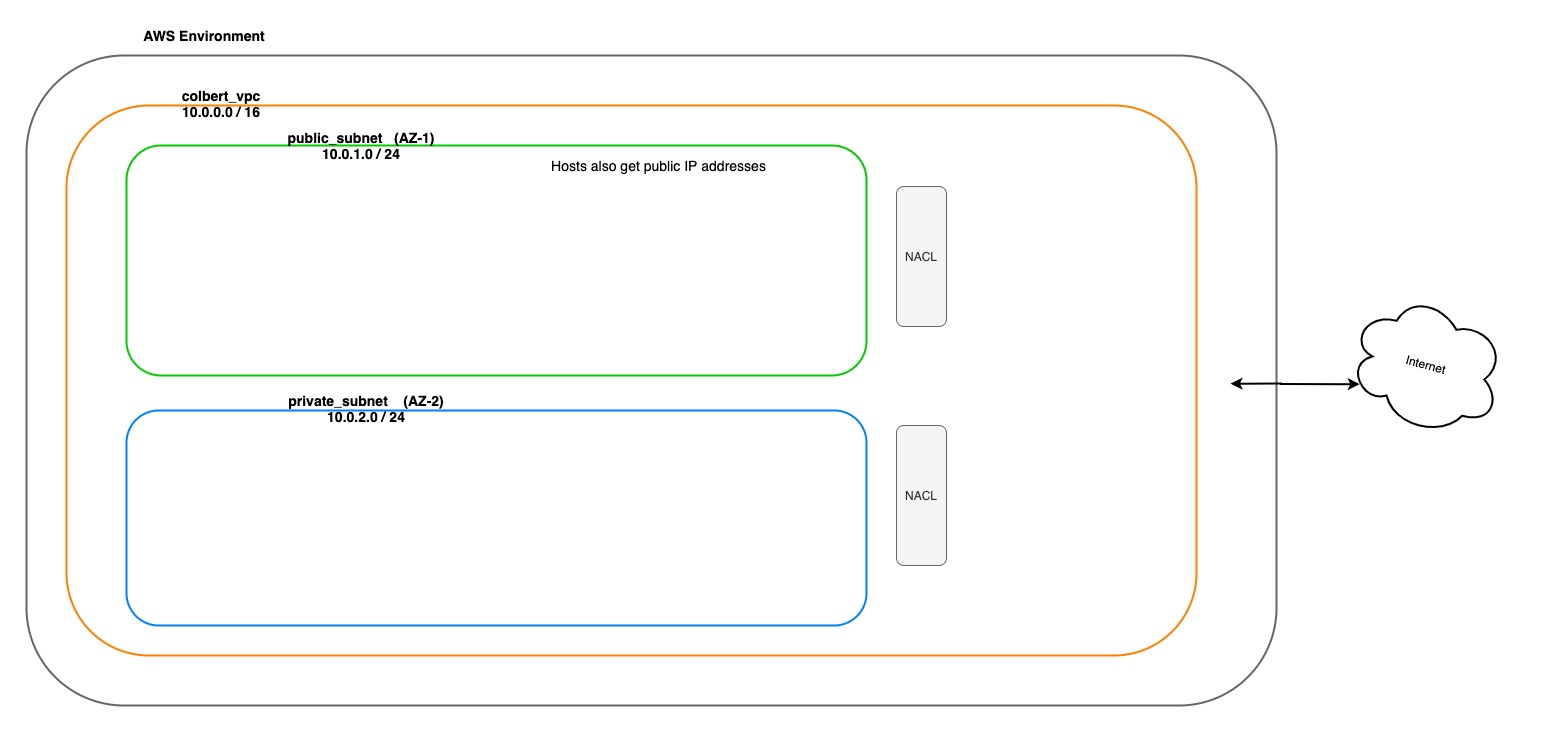 AWS Environment
colbert_vpc
10.0.0.0 / 16
public_subnet (AZ-1)
10.0.1.0 / 24
Hosts also get public IP addresses
NACL
Internet
private_subnet (AZ-2)
10.0.2.0 / 24
NACL